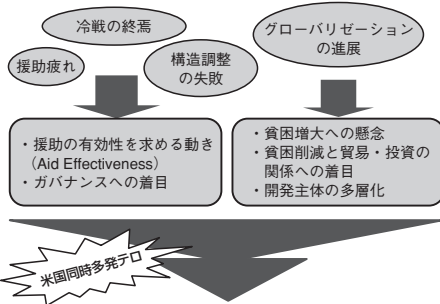 冷戦の終焉
グローバリゼーション
の進展
援助疲れ
構造調整
の失敗
・援助の有効性を求める動き
（Aid Effectiveness）
・ガバナンスへの着目
・貧困増大への懸念
・貧困削減と貿易・投資の
関係への着目
・開発主体の多層化
米国同時多発テロ